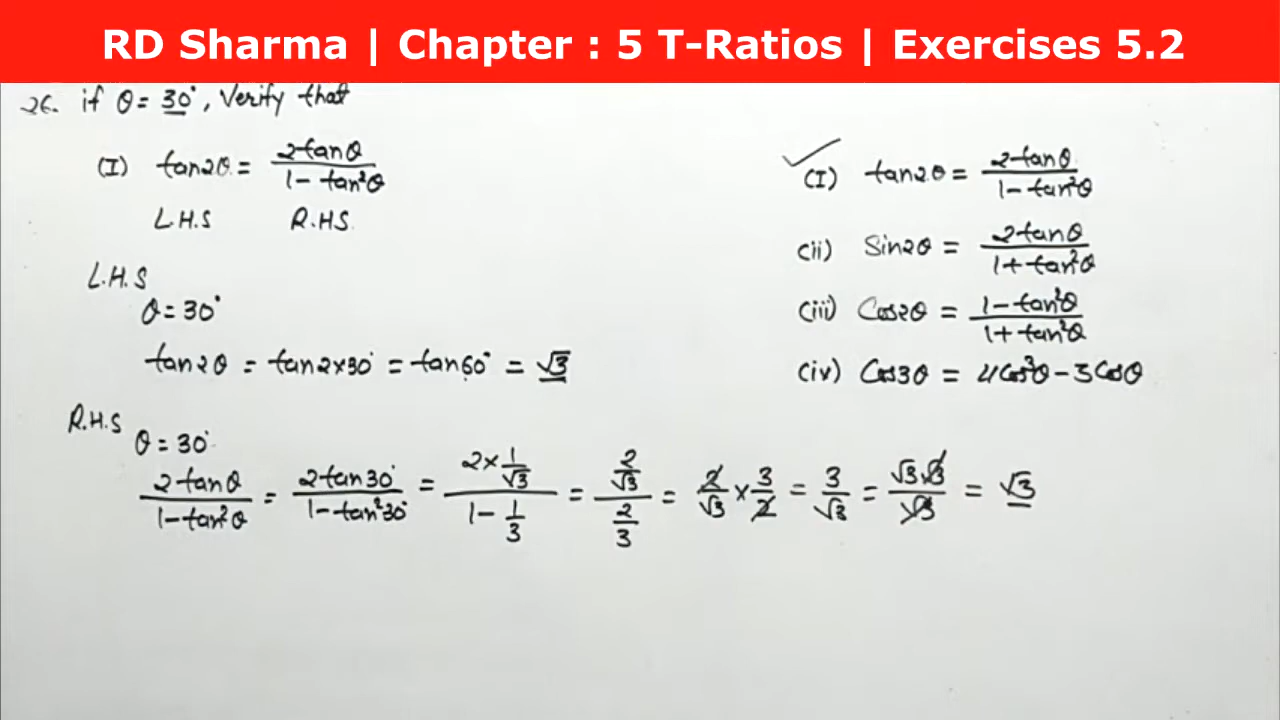 RD Sharma | Chapter : 5 T-Ratios | Exercises 5.2
26. if θ = 30°, Verify that
(I) tan2θ = 2tanθ / 1 - tan²θ
L.H.S R.H.S.
L.H.S
θ = 30°
tan2θ = tan2×30° = tan60° = √3
R.H.S
θ = 30°
2tanθ / 1-tan²θ = 2tan30° / 1-tan²30° = 2×1/√3 / 1 - 1/3 = 2/√3 / 2/3 = 2/√3 × 3/2 = 3/√3 = √3.√3 / √3 = √3
(I) tan2θ = 2tanθ / 1-tan²θ
(ii) Sin2θ = 2tanθ / 1+tan²θ
(iii) Cos2θ = 1-tan²θ / 1+tan²θ
(iv) Cos3θ = 4Cos³θ - 3Cosθ